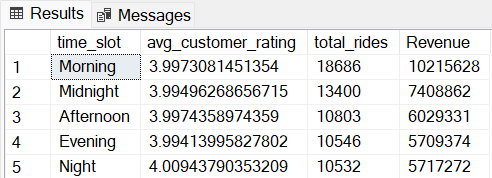 Results Messages
time_slot avg_customer_rating total_rides Revenue
1 Morning 3.9973081451354 18686 10215628
2 Midnight 3.99496268656715 13400 7408862
3 Afternoon 3.9974358974359 10803 6029331
4 Evening 3.99413995827802 10546 5709374
5 Night 4.00943790353209 10532 5717272